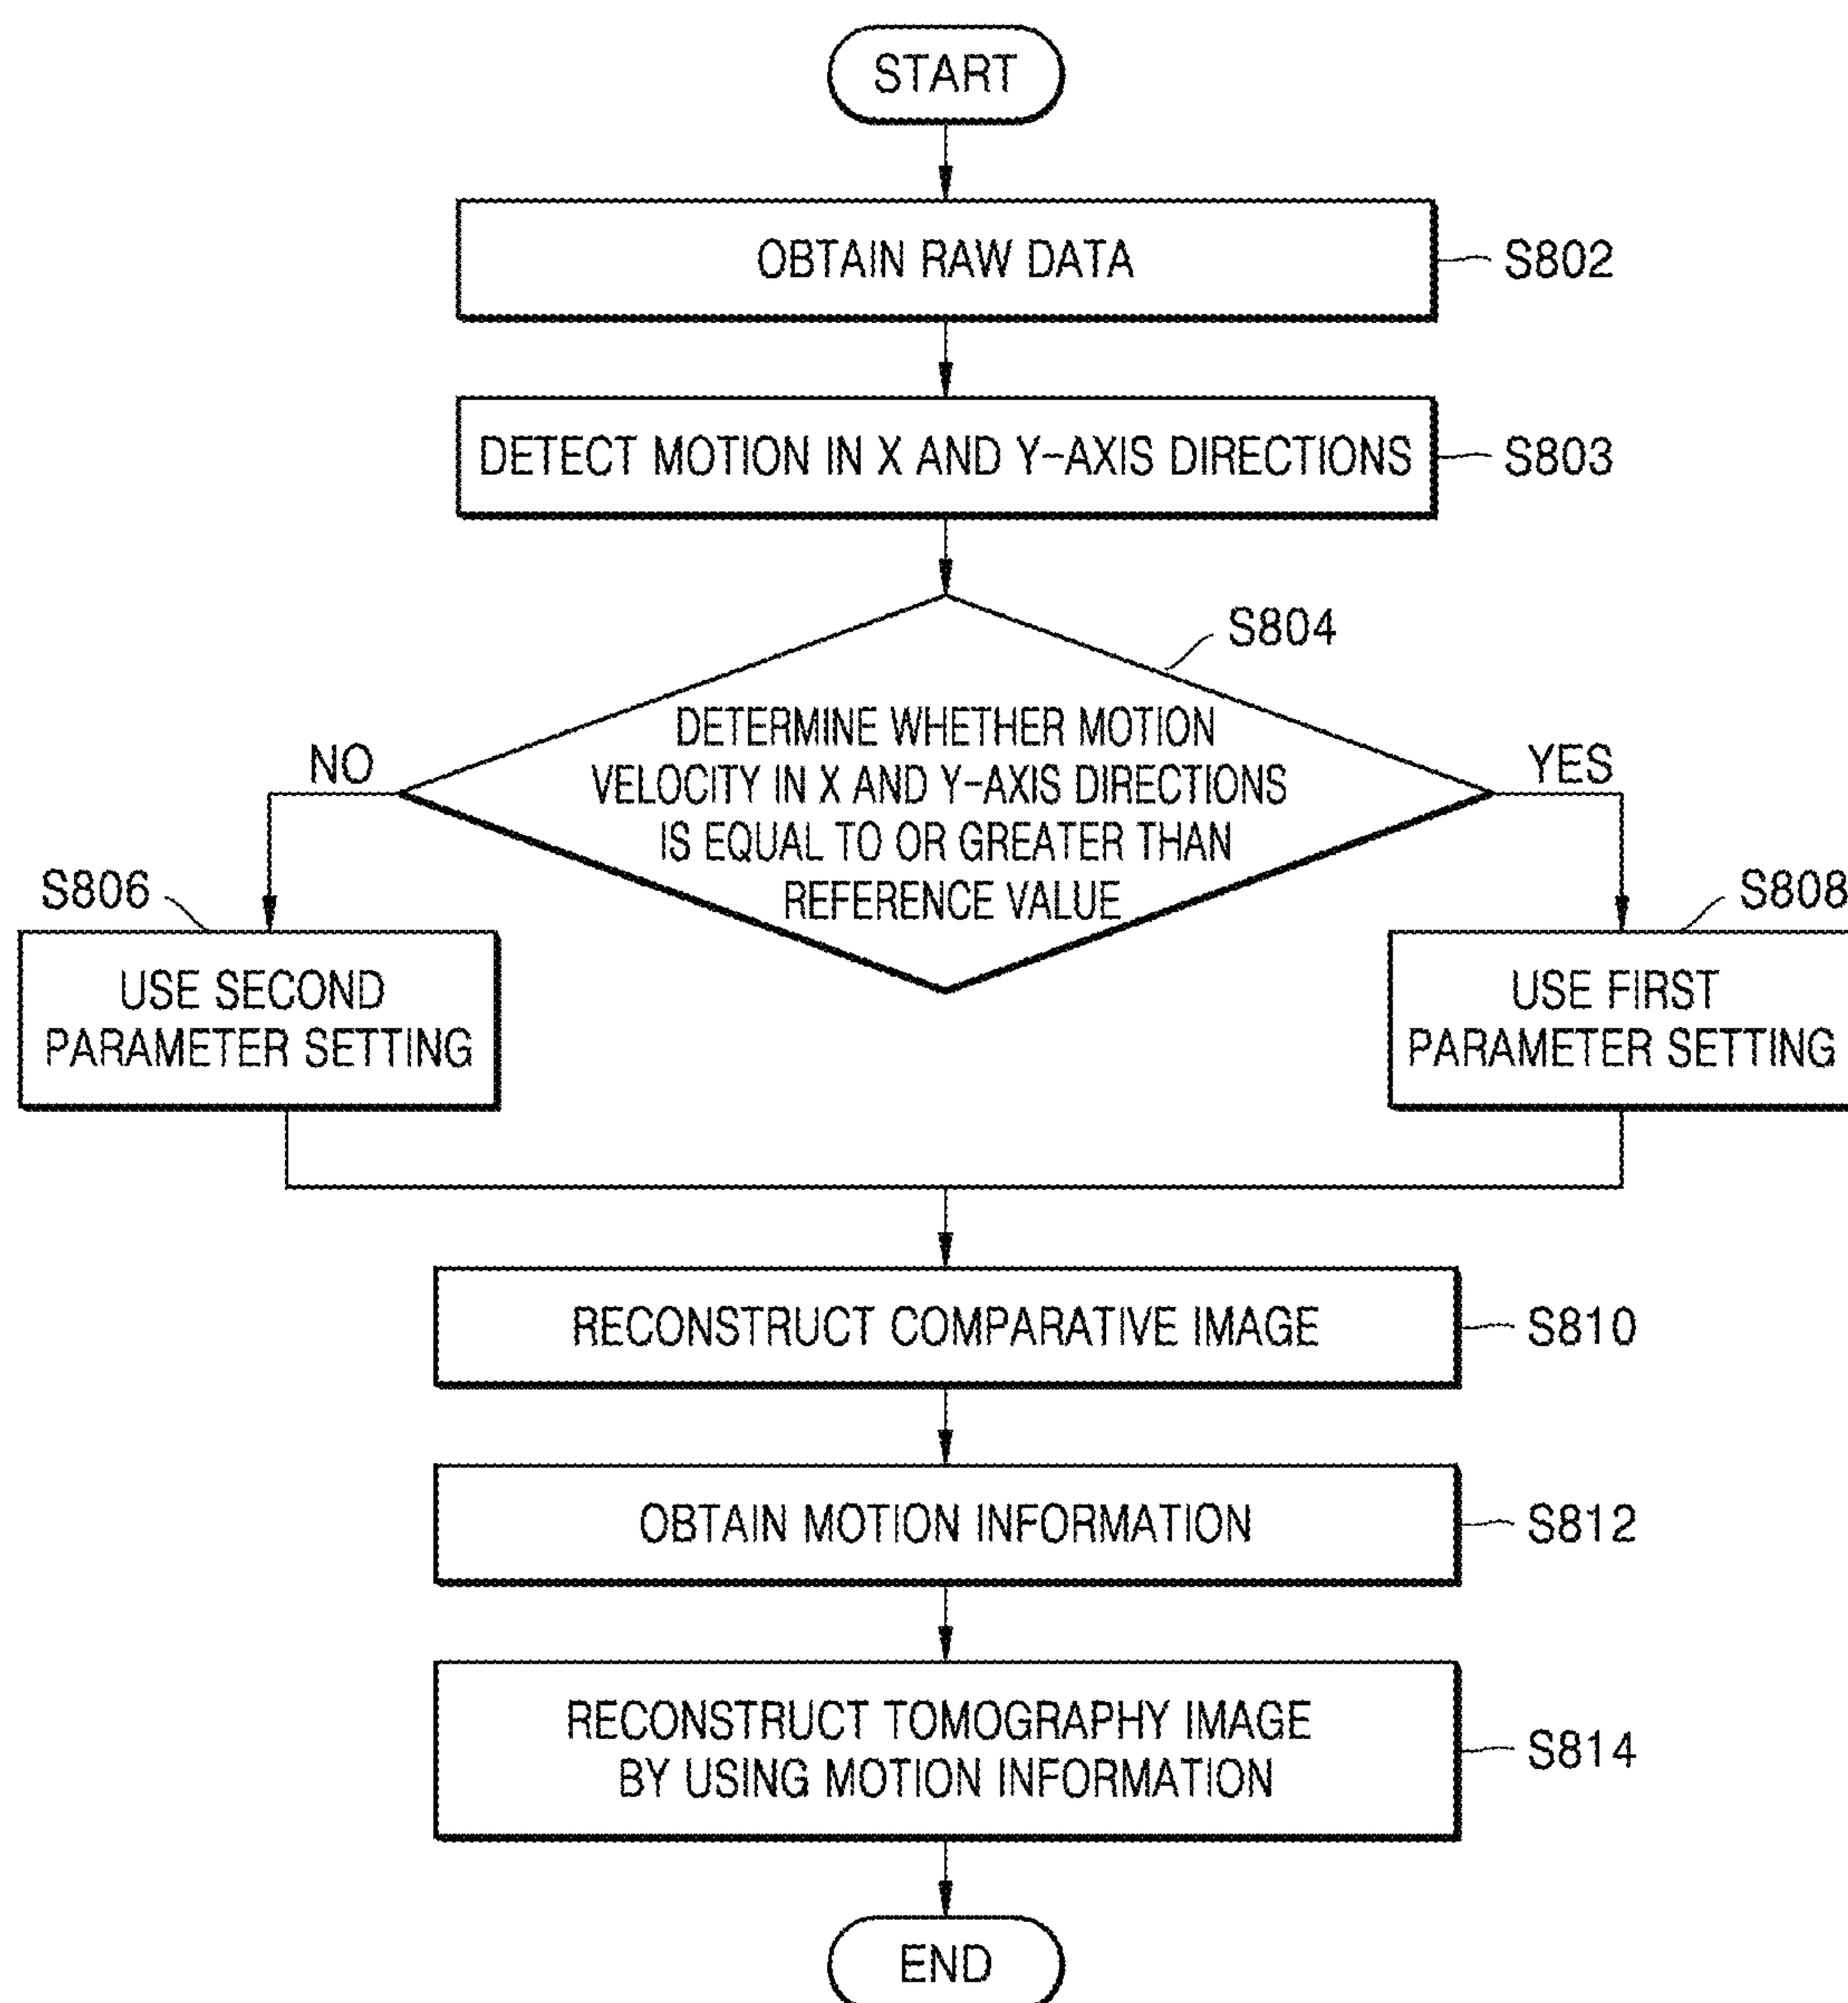 START
OBTAIN RAW DATA
S802
DETECT MOTION IN X AND Y-AXIS DIRECTIONS
S803
S804
DETERMINE WHETHER MOTION
VELOCITY IN X AND Y-AXIS DIRECTIONS
IS EQUAL TO OR GREATER THAN
REFERENCE VALUE
NO
YES
S806
USE SECOND
PARAMETER SETTING
S808
USE FIRST
PARAMETER SETTING
RECONSTRUCT COMPARATIVE IMAGE
S810
OBTAIN MOTION INFORMATION
S812
RECONSTRUCT TOMOGRAPHY IMAGE
BY USING MOTION INFORMATION
S814
END